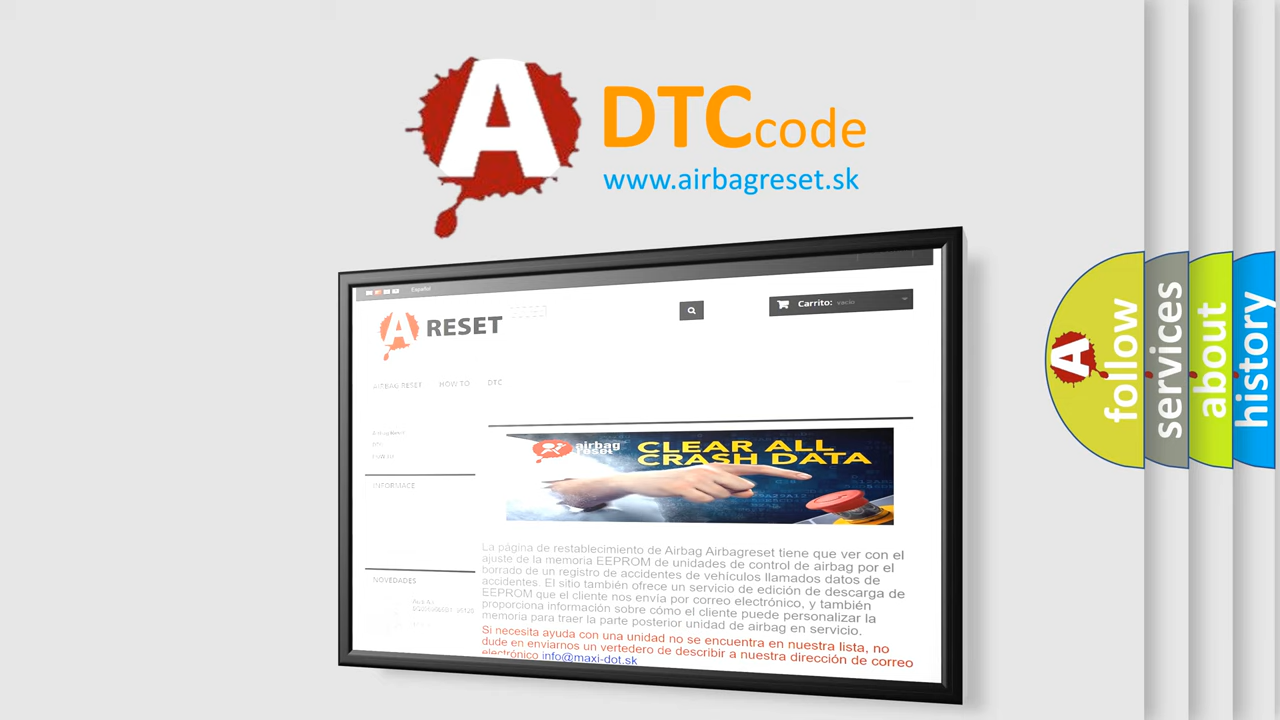 A DTCcode
www.airbagreset.sk
Español
A RESET
Carrito: vacío
AIRBAG RESET HOW TO DTC
INFORMACE
airbag
reset
CLEAR ALL
CRASH DATA
La página de restablecimiento de Airbag Airbagreset tiene que ver con el
ajuste de la memoria EEPROM de unidades de control de airbag por el
borrado de un registro de accidentes de vehículos llamados datos de
accidentes. El sitio también ofrece un servicio de edición de descarga de
EEPROM que el cliente nos envía por correo electrónico, y también
proporciona información sobre cómo el cliente puede personalizar la
memoria para traer la parte posterior unidad de airbag en servicio.
Si necesita ayuda con una unidad no se encuentra en nuestra lista, no
dude en enviarnos un vertedero de describir a nuestra dirección de correo
electrónico info@maxi-dot.sk
NOVEDADES
A
follow
services
about
history